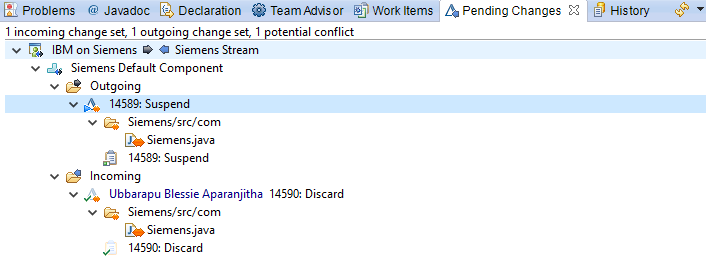 Problems @ Javadoc Declaration Team Advisor Work Items Pending Changes History
1 incoming change set, 1 outgoing change set, 1 potential conflict
IBM on Siemens Siemens Stream
Siemens Default Component
Outgoing
14589: Suspend
Siemens/src/com
Siemens.java
14589: Suspend
Incoming
Ubbarapu Blessie Aparanjitha 14590: Discard
Siemens/src/com
Siemens.java
14590: Discard